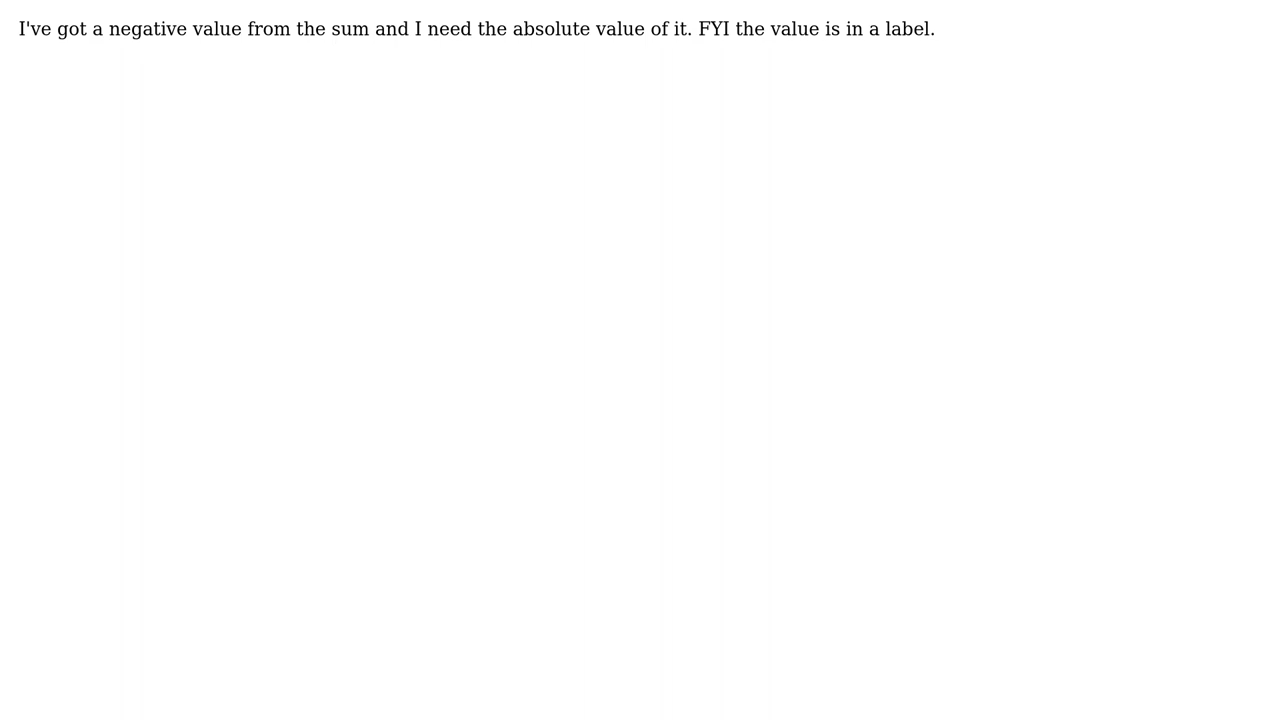 I've got a negative value from the sum and I need the absolute value of it. FYI the value is in a label.